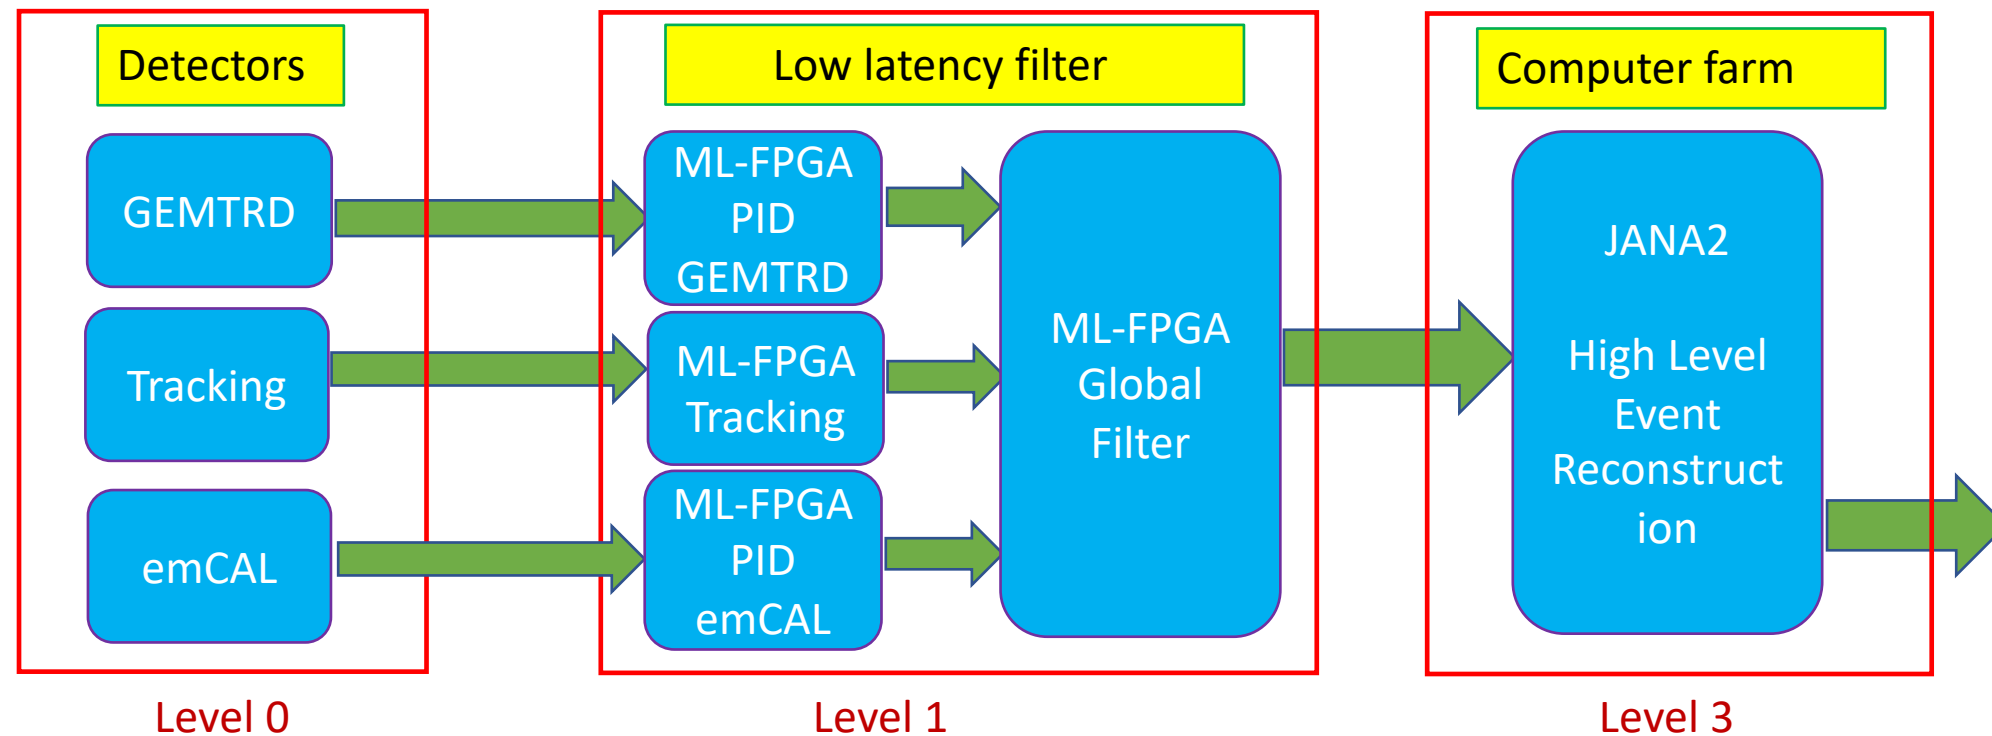 Detectors
GEMTRD
Tracking
emCAL
Level 0
Low latency filter
ML-FPGA
PID
GEMTRD
ML-FPGA
Tracking
ML-FPGA
PID
emCAL
ML-FPGA
Global
Filter
Level 1
Computer farm
JANA2
High Level
Event
Reconstruct
ion
Level 3